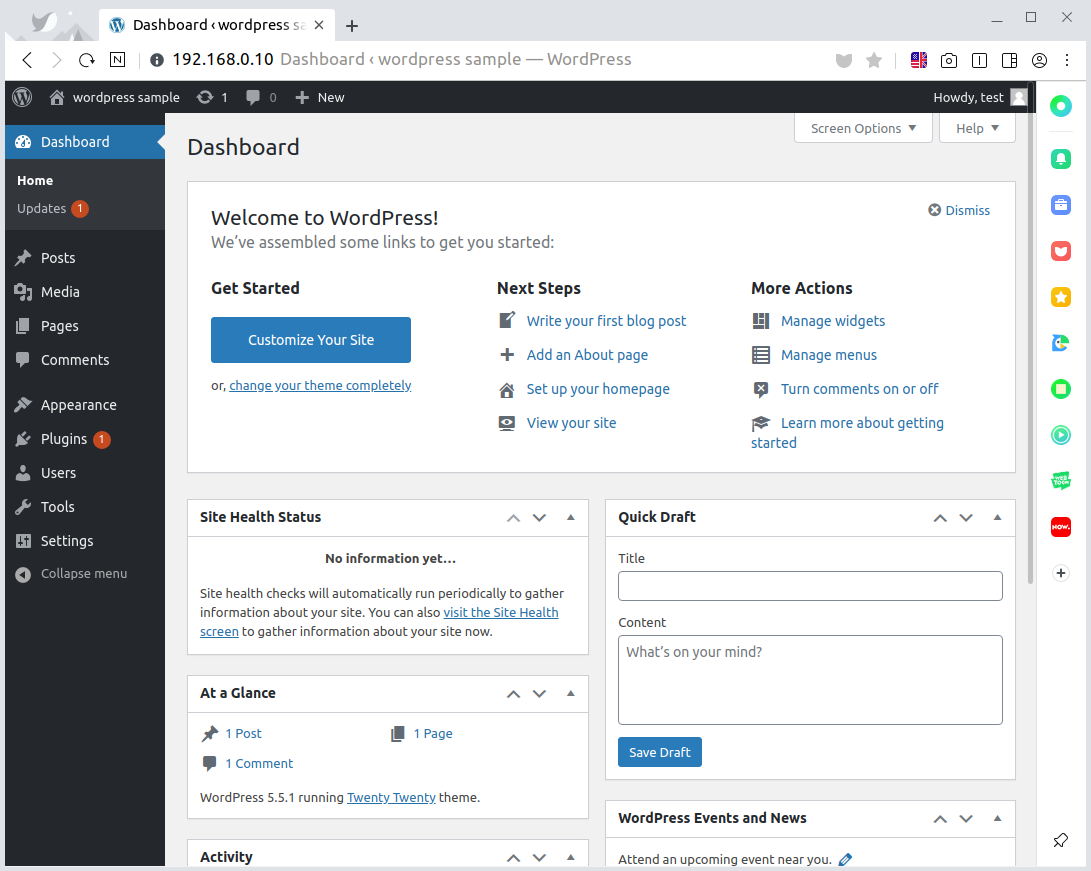 Dashboard ‹ wordpress sa
192.168.0.10 Dashboard ‹ wordpress sample — WordPress
wordpress sample 1 0 New Howdy, test
Screen Options Help
Dashboard
Dashboard
Home
Updates 1
Posts
Media
Pages
Comments
Appearance
Plugins 1
Users
Tools
Settings
Collapse menu
Welcome to WordPress!
Dismiss
We’ve assembled some links to get you started:
Get Started
Customize Your Site
or, change your theme completely
Next Steps
Write your first blog post
Add an About page
Set up your homepage
View your site
More Actions
Manage widgets
Manage menus
Turn comments on or off
Learn more about getting
started
Site Health Status
No information yet…
Site health checks will automatically run periodically to gather
information about your site. You can also visit the Site Health
screen to gather information about your site now.
At a Glance
1 Post 1 Page
1 Comment
WordPress 5.5.1 running Twenty Twenty theme.
Activity
Quick Draft
Title
Content
What’s on your mind?
Save Draft
WordPress Events and News
Attend an upcoming event near you.
WEB
TOON
NOW.